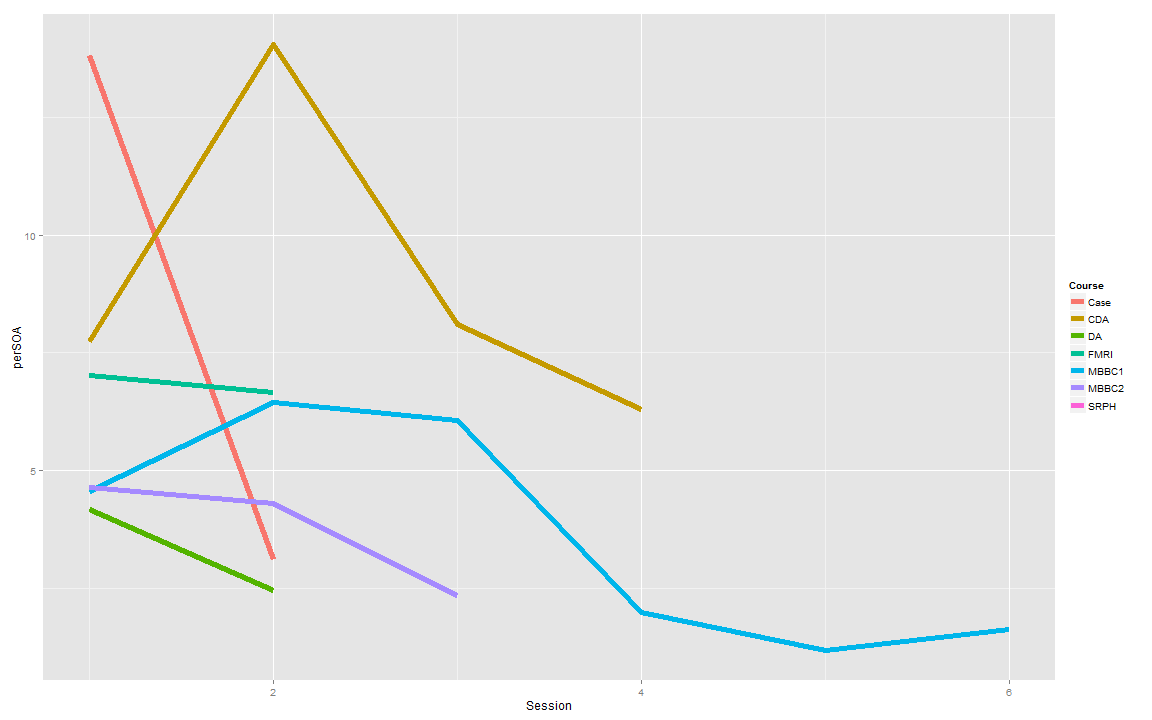 perSOA
10
5
2
4
6
Session
Course
Case
CDA
DA
FMRI
MBBC1
MBBC2
SRPH